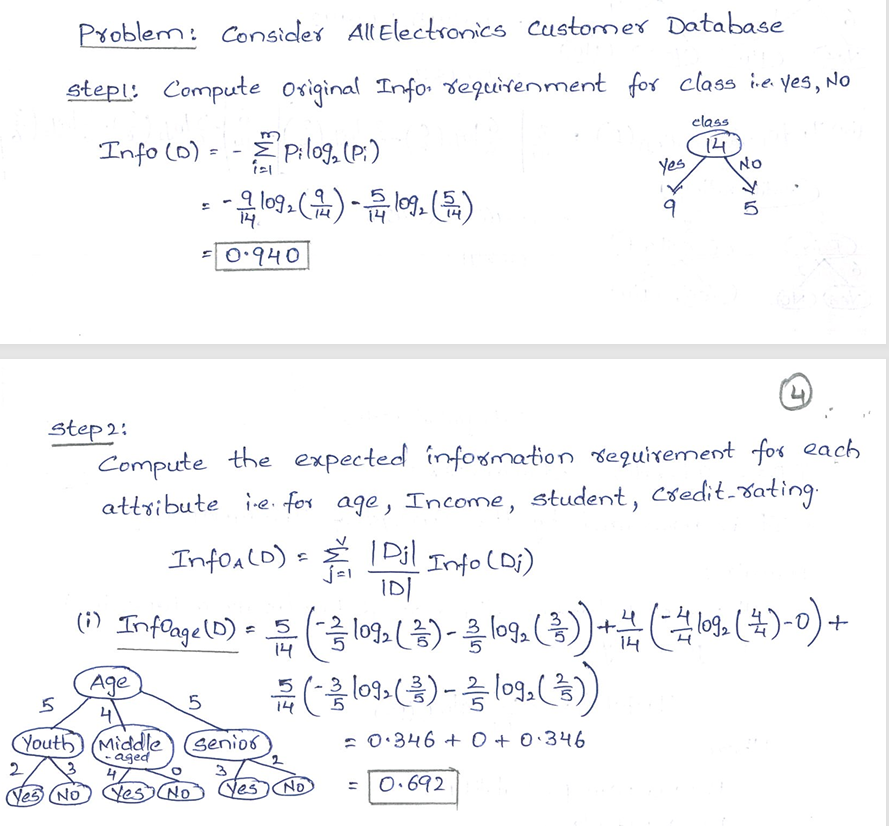 Problem: Consider AllElectronics Customer Database
Step1: Compute Original Info. requirenment for class i.e. yes, No
class
14
Yes No
9 5
Info(D) = - m Σ i=1 Pi log₂(Pi)
= - 9/14 log₂(9/14) - 5/14 log₂(5/14)
= 0.940
4
Step2:
Compute the expected information requirement for each
attribute i.e. for age, Income, student, Credit-rating.
InfoA(D) = v Σ j=1 |Dj|/|D| Info(Dj)
(i) Infoage(D) = 5/14 (-2/5 log₂(2/5) - 3/5 log₂(3/5)) + 4/14 (-4/4 log₂(4/4) - 0) +
5/14 (-3/5 log₂(3/5) - 2/5 log₂(2/5))
= 0.346 + 0 + 0.346
= 0.692
Age
5 4 5
Youth Middle-aged Senior
2 3 4 0 3 2
Yes No Yes No Yes No